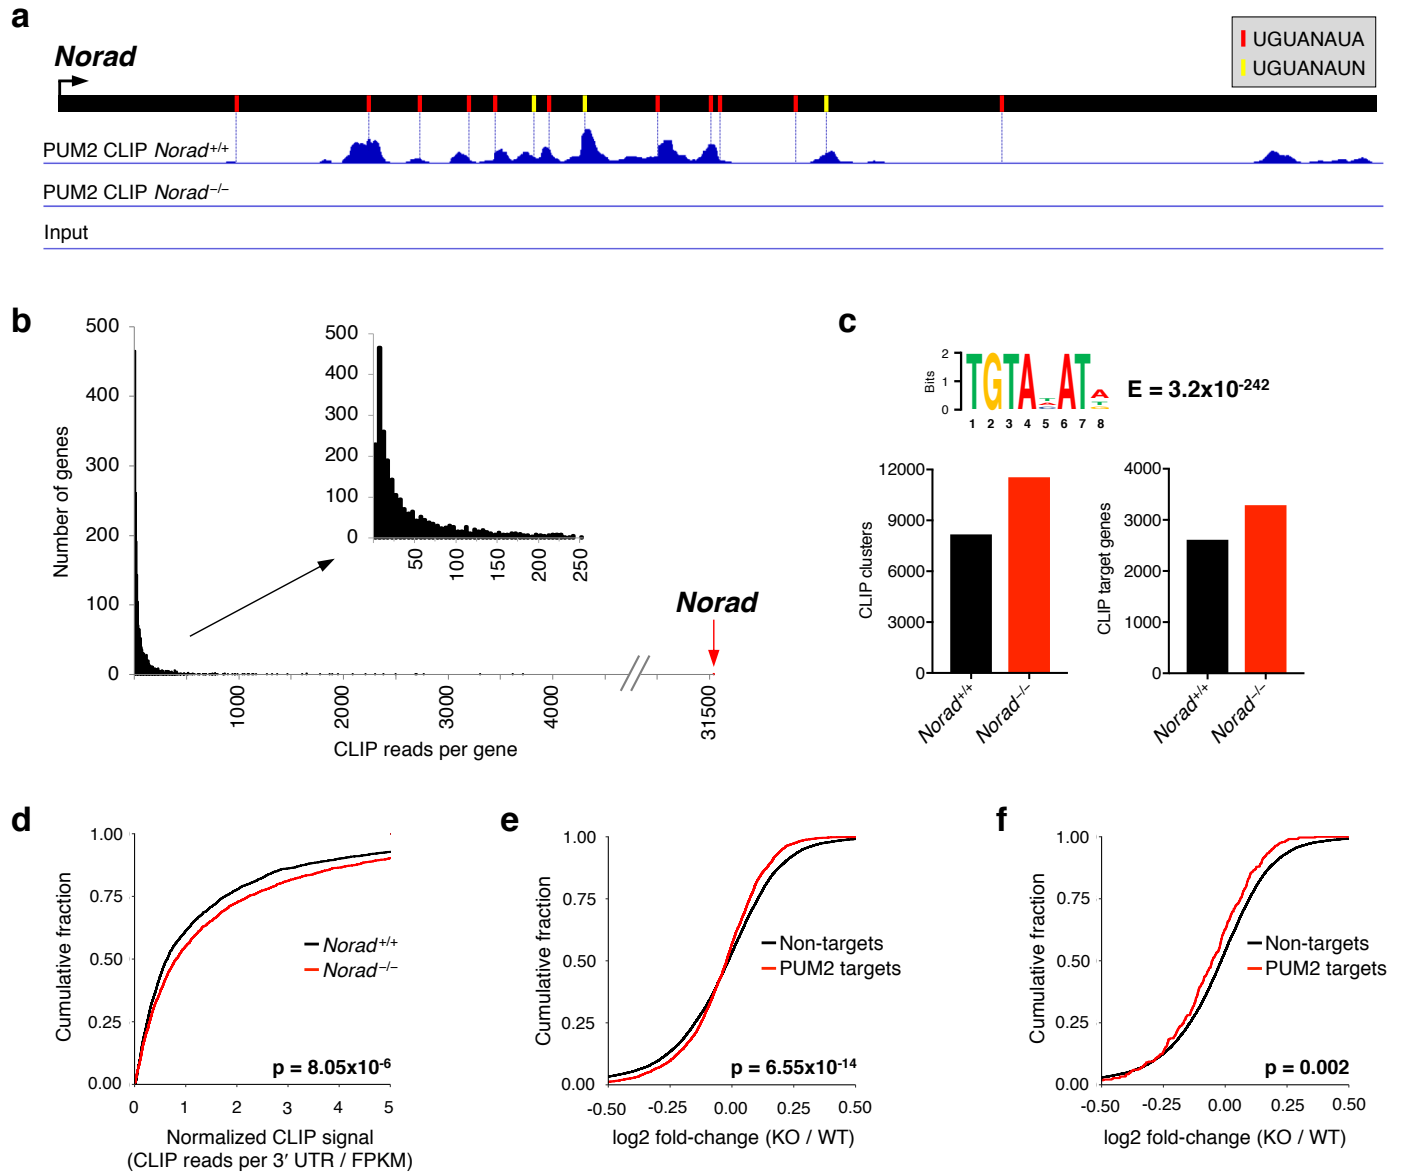 a
Norad
UGUANAUA
UGUANAUN
PUM2 CLIP Norad+/+
PUM2 CLIP Norad–/–
Input
b
500
400
300
200
100
0
Number of genes
500
400
300
200
100
0
50
100
150
200
250
Norad
1000
2000
3000
4000
31500
CLIP reads per gene
c
2
1
0
Bits
TGTA
AT
A
1 2 3 4 5 6 7 8
E = 3.2x10-242
12000
9000
6000
3000
0
CLIP clusters
Norad+/+
Norad–/–
4000
3000
2000
1000
0
CLIP target genes
Norad+/+
Norad–/–
d
1.00
0.75
0.50
0.25
0.00
Cumulative fraction
Norad+/+
Norad–/–
p = 8.05x10-6
0 1 2 3 4 5
Normalized CLIP signal
(CLIP reads per 3′ UTR / FPKM)
e
1.00
0.75
0.50
0.25
0.00
Cumulative fraction
Non-targets
PUM2 targets
p = 6.55x10-14
-0.50 -0.25 0.00 0.25 0.50
log2 fold-change (KO / WT)
f
1.00
0.75
0.50
0.25
0.00
Cumulative fraction
Non-targets
PUM2 targets
p = 0.002
-0.50 -0.25 0.00 0.25 0.50
log2 fold-change (KO / WT)